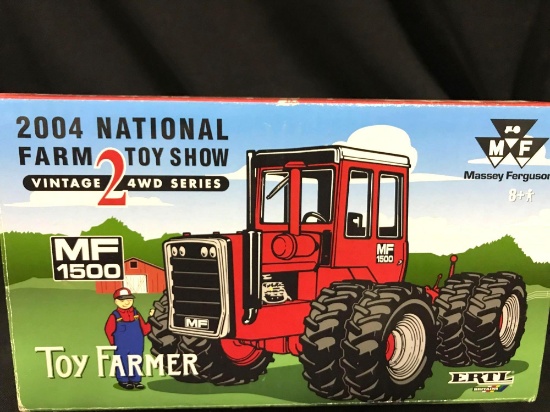 2004 NATIONAL
FARM TOY SHOW
2
VINTAGE 4WD SERIES
MF
Massey Ferguson
8+
MF
1500
MF
1500
MF
TOY FARMER
ERTL